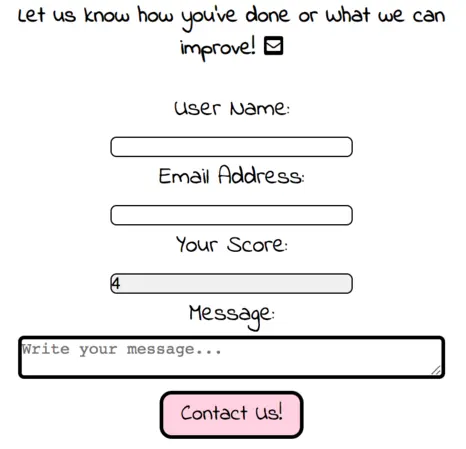 Let us know how you've done or what we can
improve!
User Name:
Email Address:
Your Score:
4
Message:
Write your message...
Contact Us!